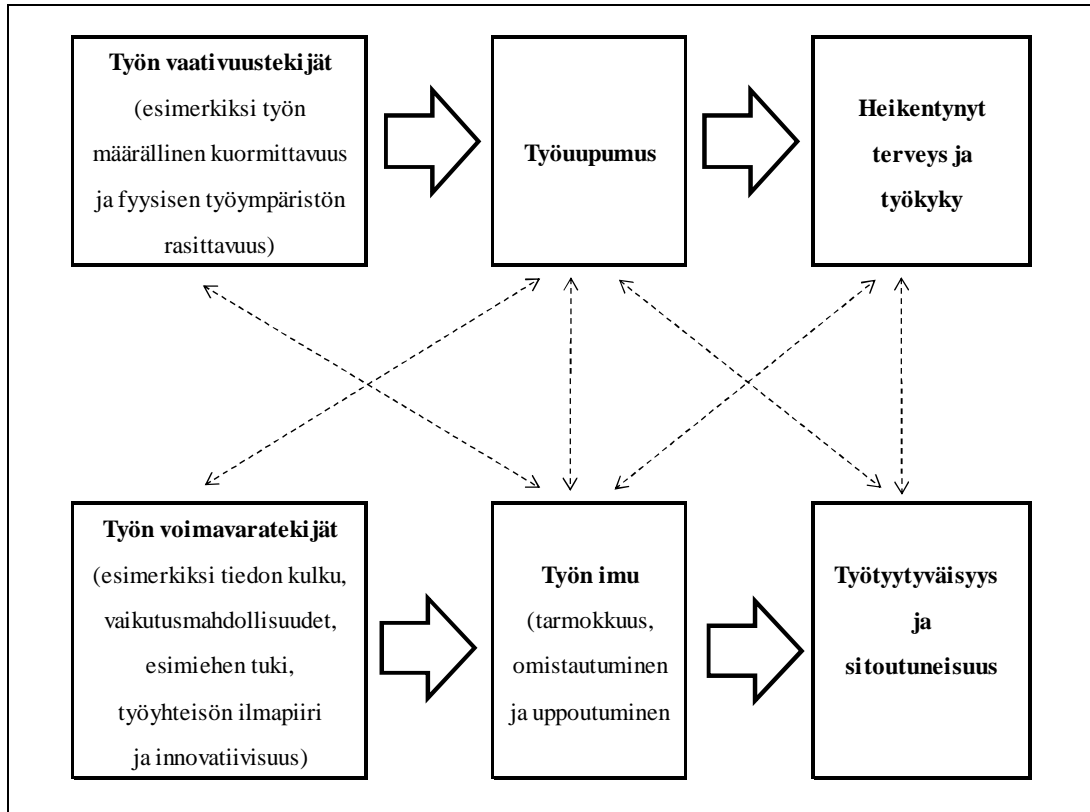 Työn vaativuustekijät
(esimerkiksi työn
määrällinen kuormittavuus
ja fyysisen työympäristön
rasittavuus)
Työuupumus
Heikentynyt
terveys ja
työkyky
Työn voimavaratekijät
(esimerkiksi tiedon kulku,
vaikutusmahdollisuudet,
esimiehen tuki,
työyhteisön ilmapiiri
ja innovatiivisuus)
Työn imu
(tarmokkuus,
omistautuminen
ja uppoutuminen
Työtyytyväisyys
ja
sitoutuneisuus